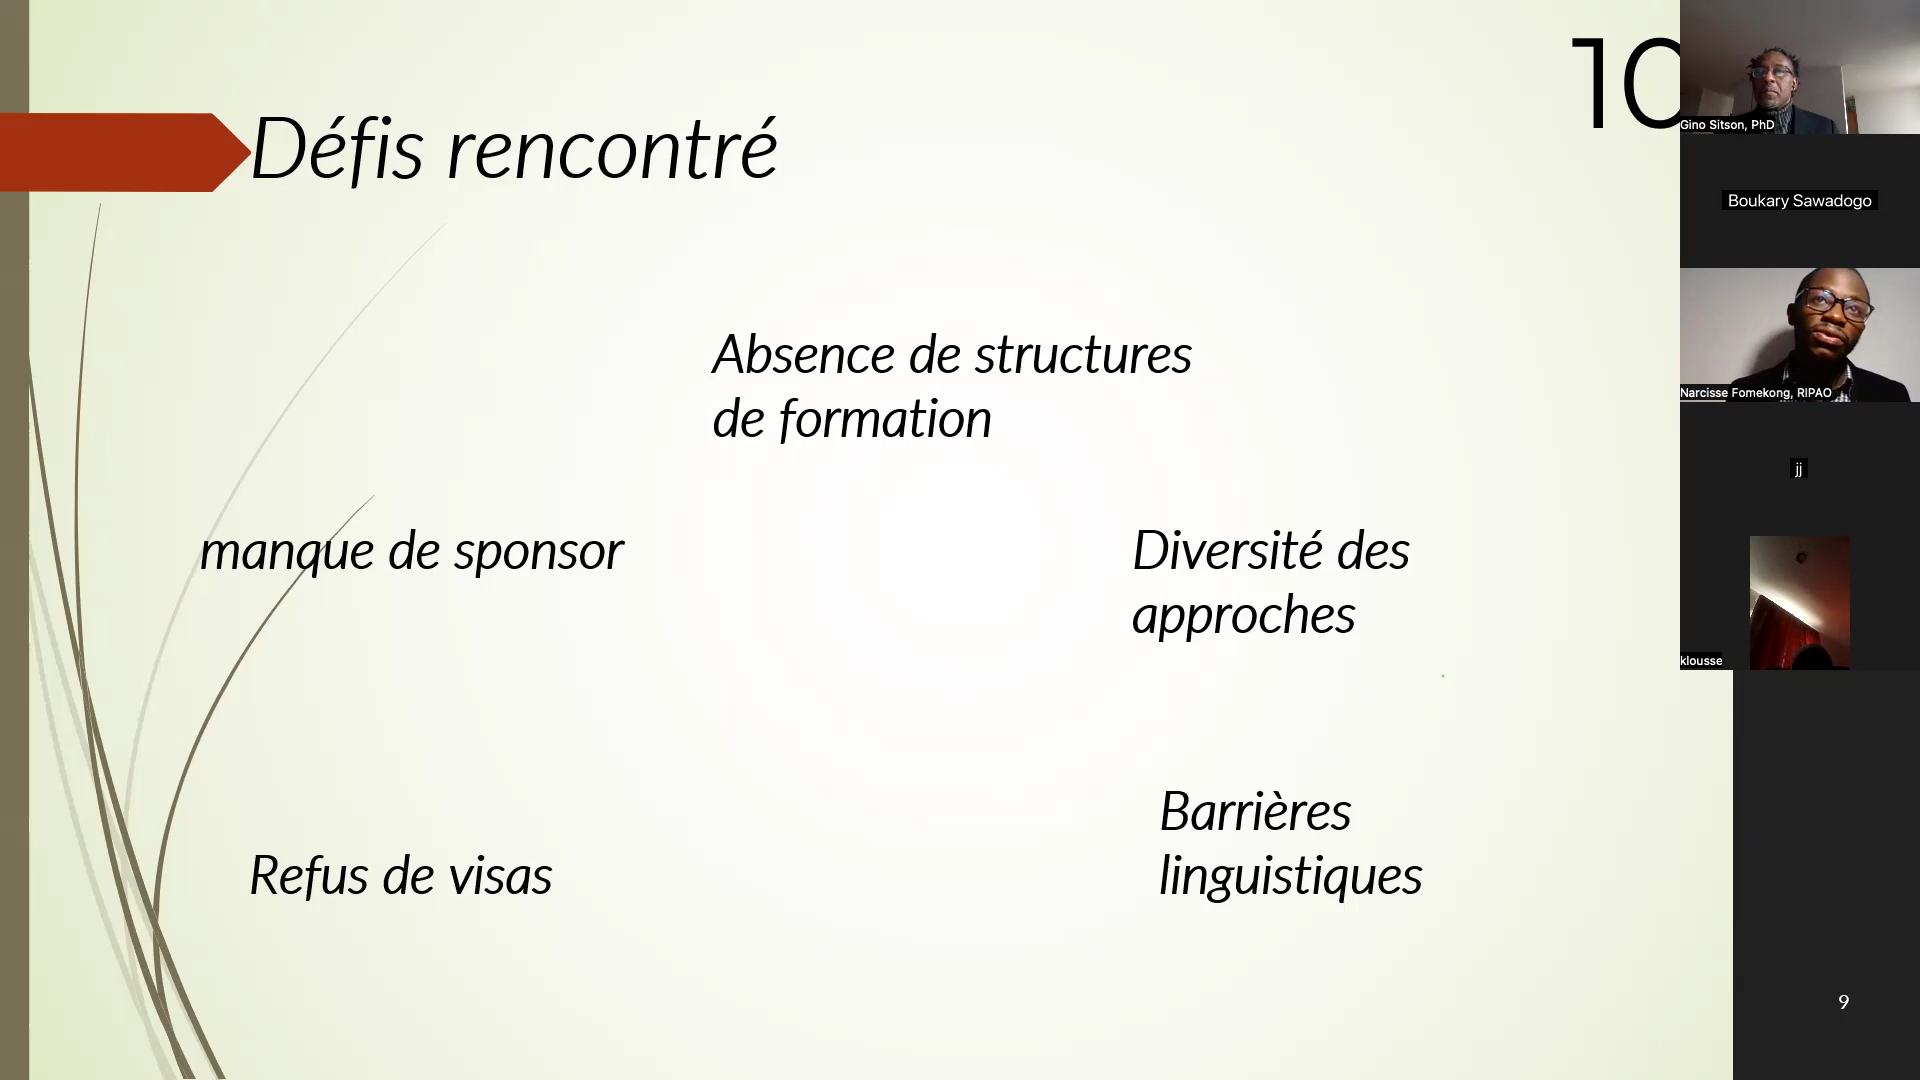 10
Défis rencontré
Absence de structures
de formation
manque de sponsor
Diversité des
approches
Refus de visas
Barrières
linguistiques
Gino Sitson, PhD
Boukary Sawadogo
Narcisse Fomekong, RIPAO
jj
klousse
9